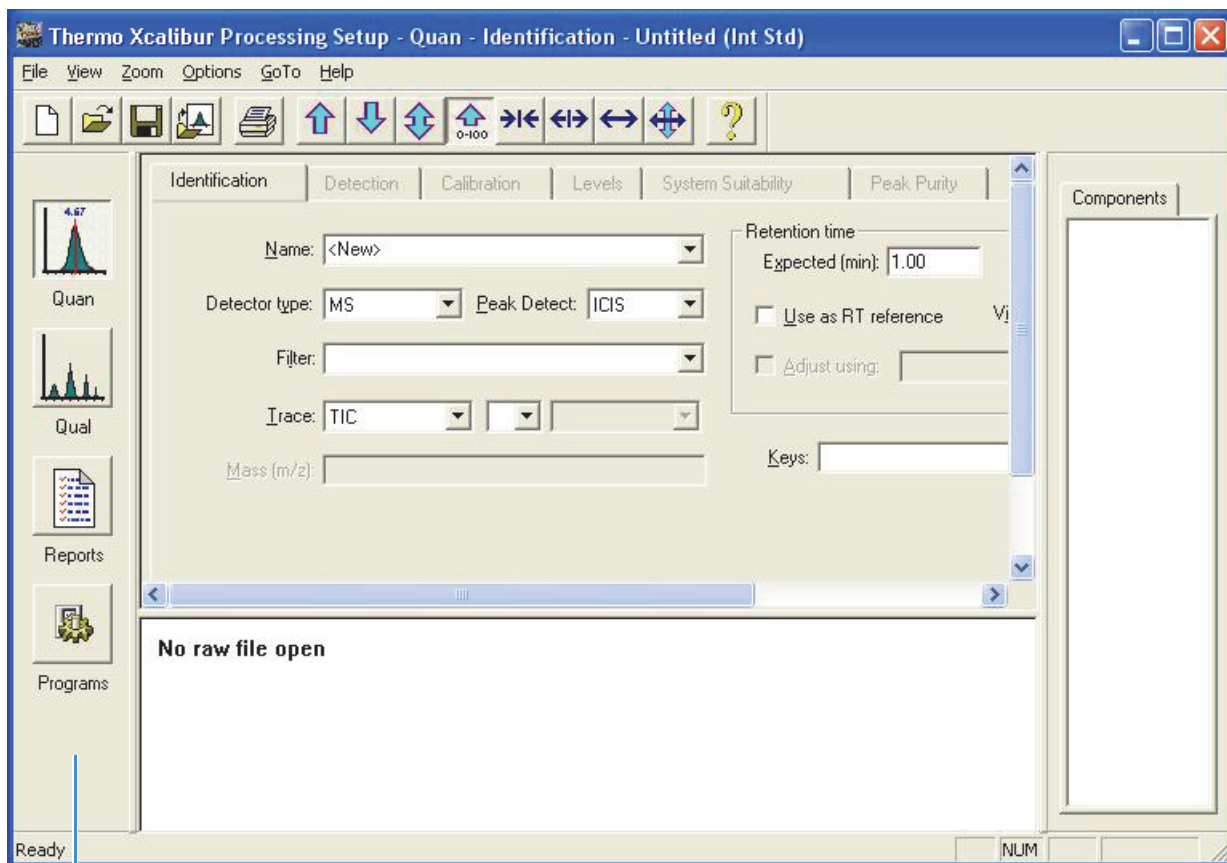 Thermo Xcalibur Processing Setup - Quan - Identification - Untitled (Int Std)
File View Zoom Options GoTo Help
0-100
Identification Detection Calibration Levels System Suitability Peak Purity
Components
4.67
Quan
Qual
Reports
Programs
Name: <New>
Detector type: MS Peak Detect: ICIS
Filter:
Trace: TIC
Mass (m/z):
Retention time
Expected (min): 1.00
Use as RT reference Vi
Adjust using:
Keys:
No raw file open
Ready NUM